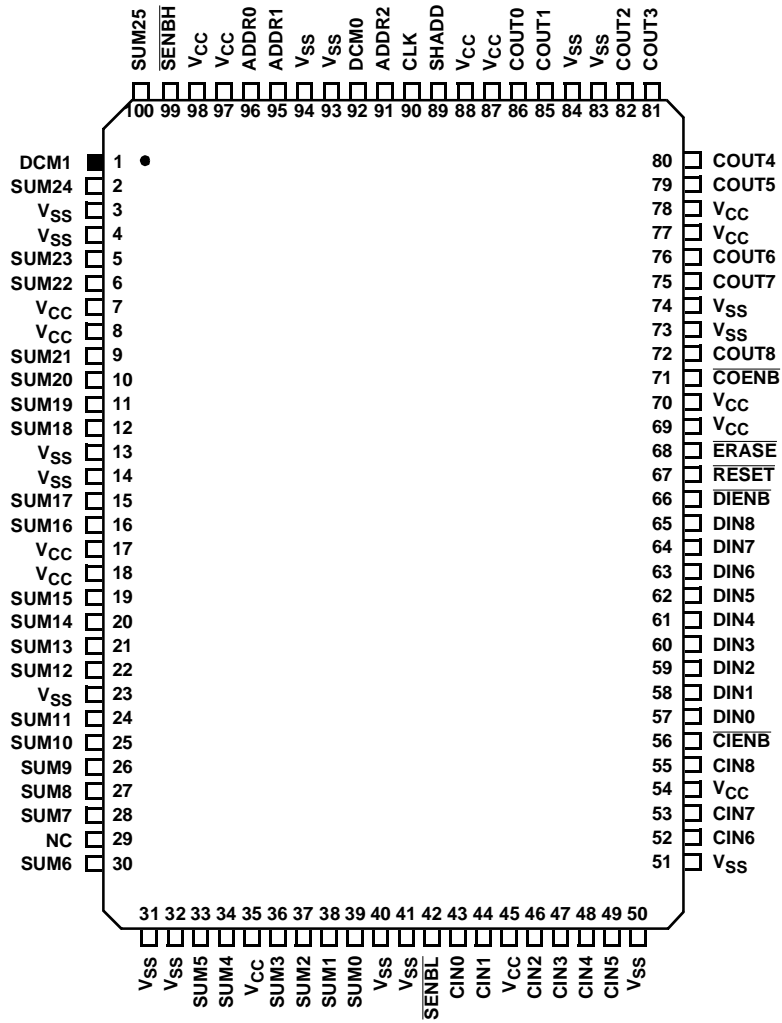 SUM25 SENBH VCC VCC ADDR0 ADDR1 VSS VSS DCM0 ADDR2 CLK SHADD VCC VCC COUT0 COUT1 VSS VSS COUT2 COUT3
100 99 98 97 96 95 94 93 92 91 90 89 88 87 86 85 84 83 82 81
DCM1 1 80 COUT4
SUM24 2 79 COUT5
VSS 3 78 VCC
VSS 4 77 VCC
SUM23 5 76 COUT6
SUM22 6 75 COUT7
VCC 7 74 VSS
VCC 8 73 VSS
SUM21 9 72 COUT8
SUM20 10 71 COENB
SUM19 11 70 VCC
SUM18 12 69 VCC
VSS 13 68 ERASE
VSS 14 67 RESET
SUM17 15 66 DIENB
SUM16 16 65 DIN8
VCC 17 64 DIN7
VCC 18 63 DIN6
SUM15 19 62 DIN5
SUM14 20 61 DIN4
SUM13 21 60 DIN3
SUM12 22 59 DIN2
VSS 23 58 DIN1
SUM11 24 57 DIN0
SUM10 25 56 CIENB
SUM9 26 55 CIN8
SUM8 27 54 VCC
SUM7 28 53 CIN7
NC 29 52 CIN6
SUM6 30 51 VSS
31 32 33 34 35 36 37 38 39 40 41 42 43 44 45 46 47 48 49 50
VSS VSS SUM5 SUM4 VCC SUM3 SUM2 SUM1 SUM0 VSS VSS SENBL CIN0 CIN1 VCC CIN2 CIN3 CIN4 CIN5 VSS